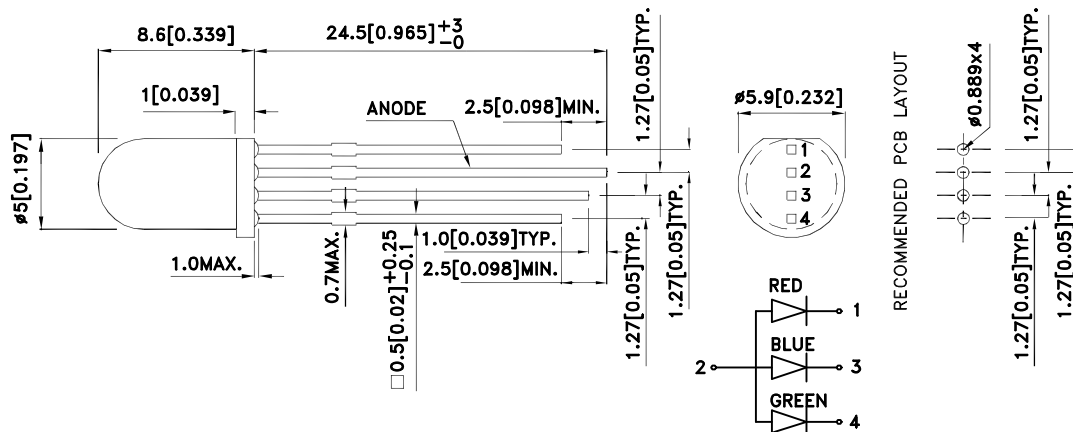 8.6[0.339]
24.5[0.965]+3 -0
1[0.039]
ANODE
2.5[0.098]MIN.
ø5[0.197]
1.0MAX.
0.7MAX.
□0.5[0.02]+0.25 -0.1
1.0[0.039]TYP.
2.5[0.098]MIN.
1.27[0.05]TYP.
1.27[0.05]TYP.
1.27[0.05]TYP.
1.27[0.05]TYP.
ø5.9[0.232]
1
2
3
4
RECOMMENDED PCB LAYOUT
ø0.889x4
1.27[0.05]TYP.
1.27[0.05]TYP.
1.27[0.05]TYP.
RED
1
2
BLUE
3
GREEN
4